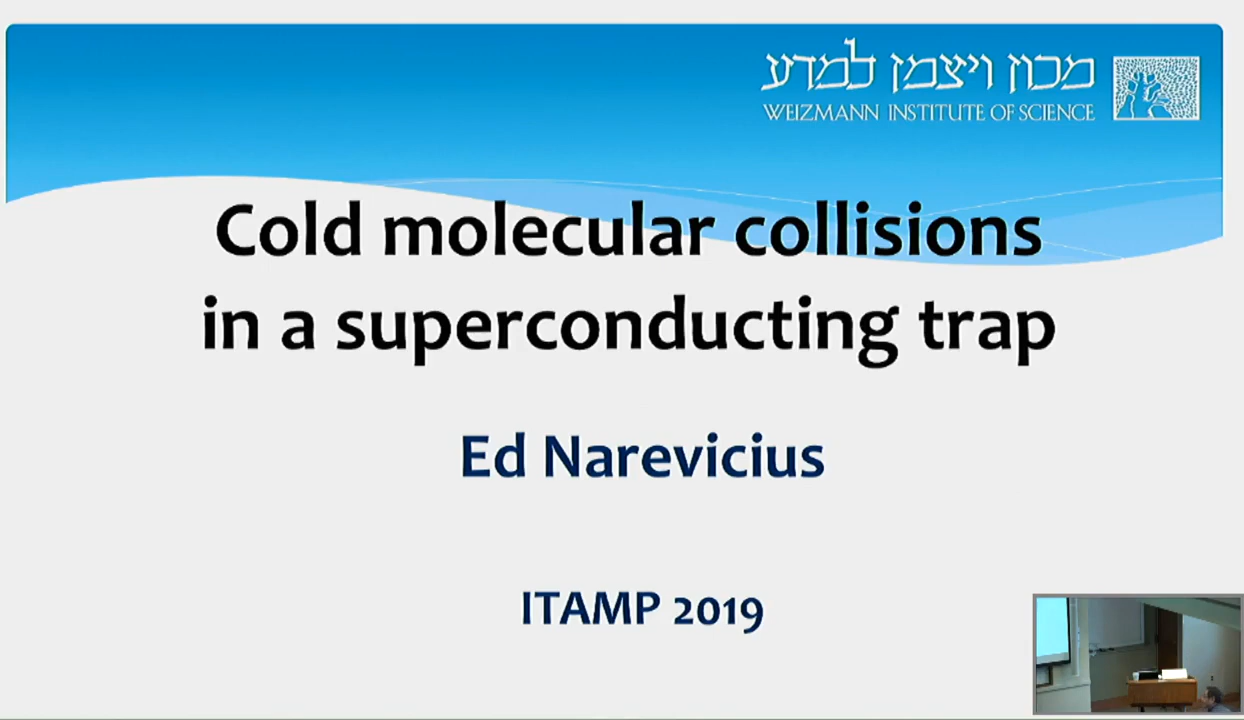 מכון ויצמן למדע
WEIZMANN INSTITUTE OF SCIENCE
Cold molecular collisions
in a superconducting trap
Ed Narevicius
ITAMP 2019